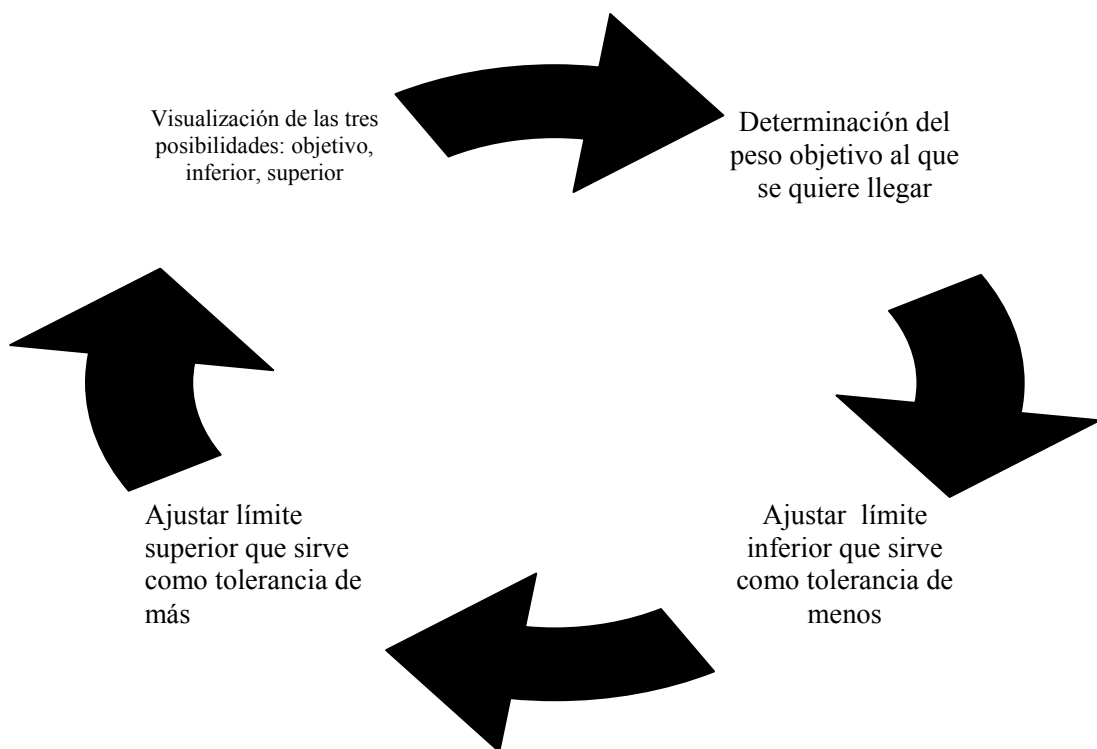 Visualización de las tres
posibilidades: objetivo,
inferior, superior
Determinación del
peso objetivo al que
se quiere llegar
Ajustar límite
inferior que sirve
como tolerancia de
menos
Ajustar límite
superior que sirve
como tolerancia de
más